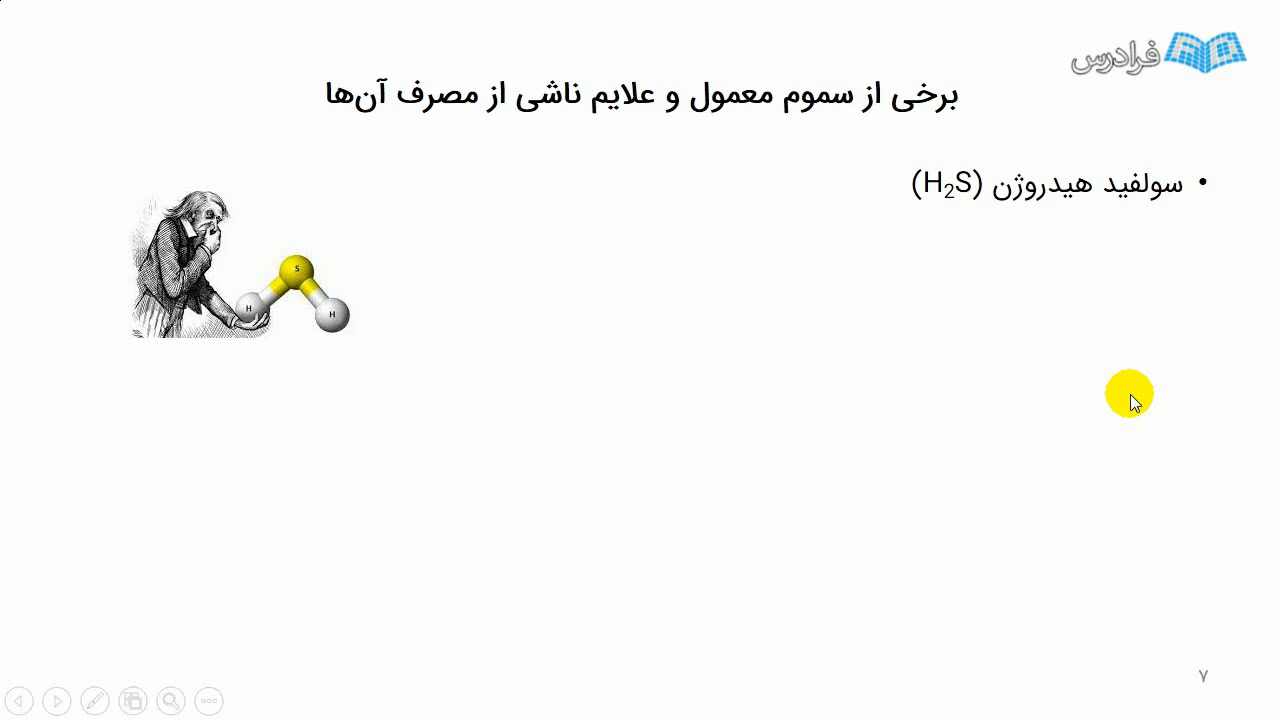 فرادرس
برخی از سموم معمول و علایم ناشی از مصرف آن‌ها
• سولفید هیدروژن (H₂S)
S
H
H
۷